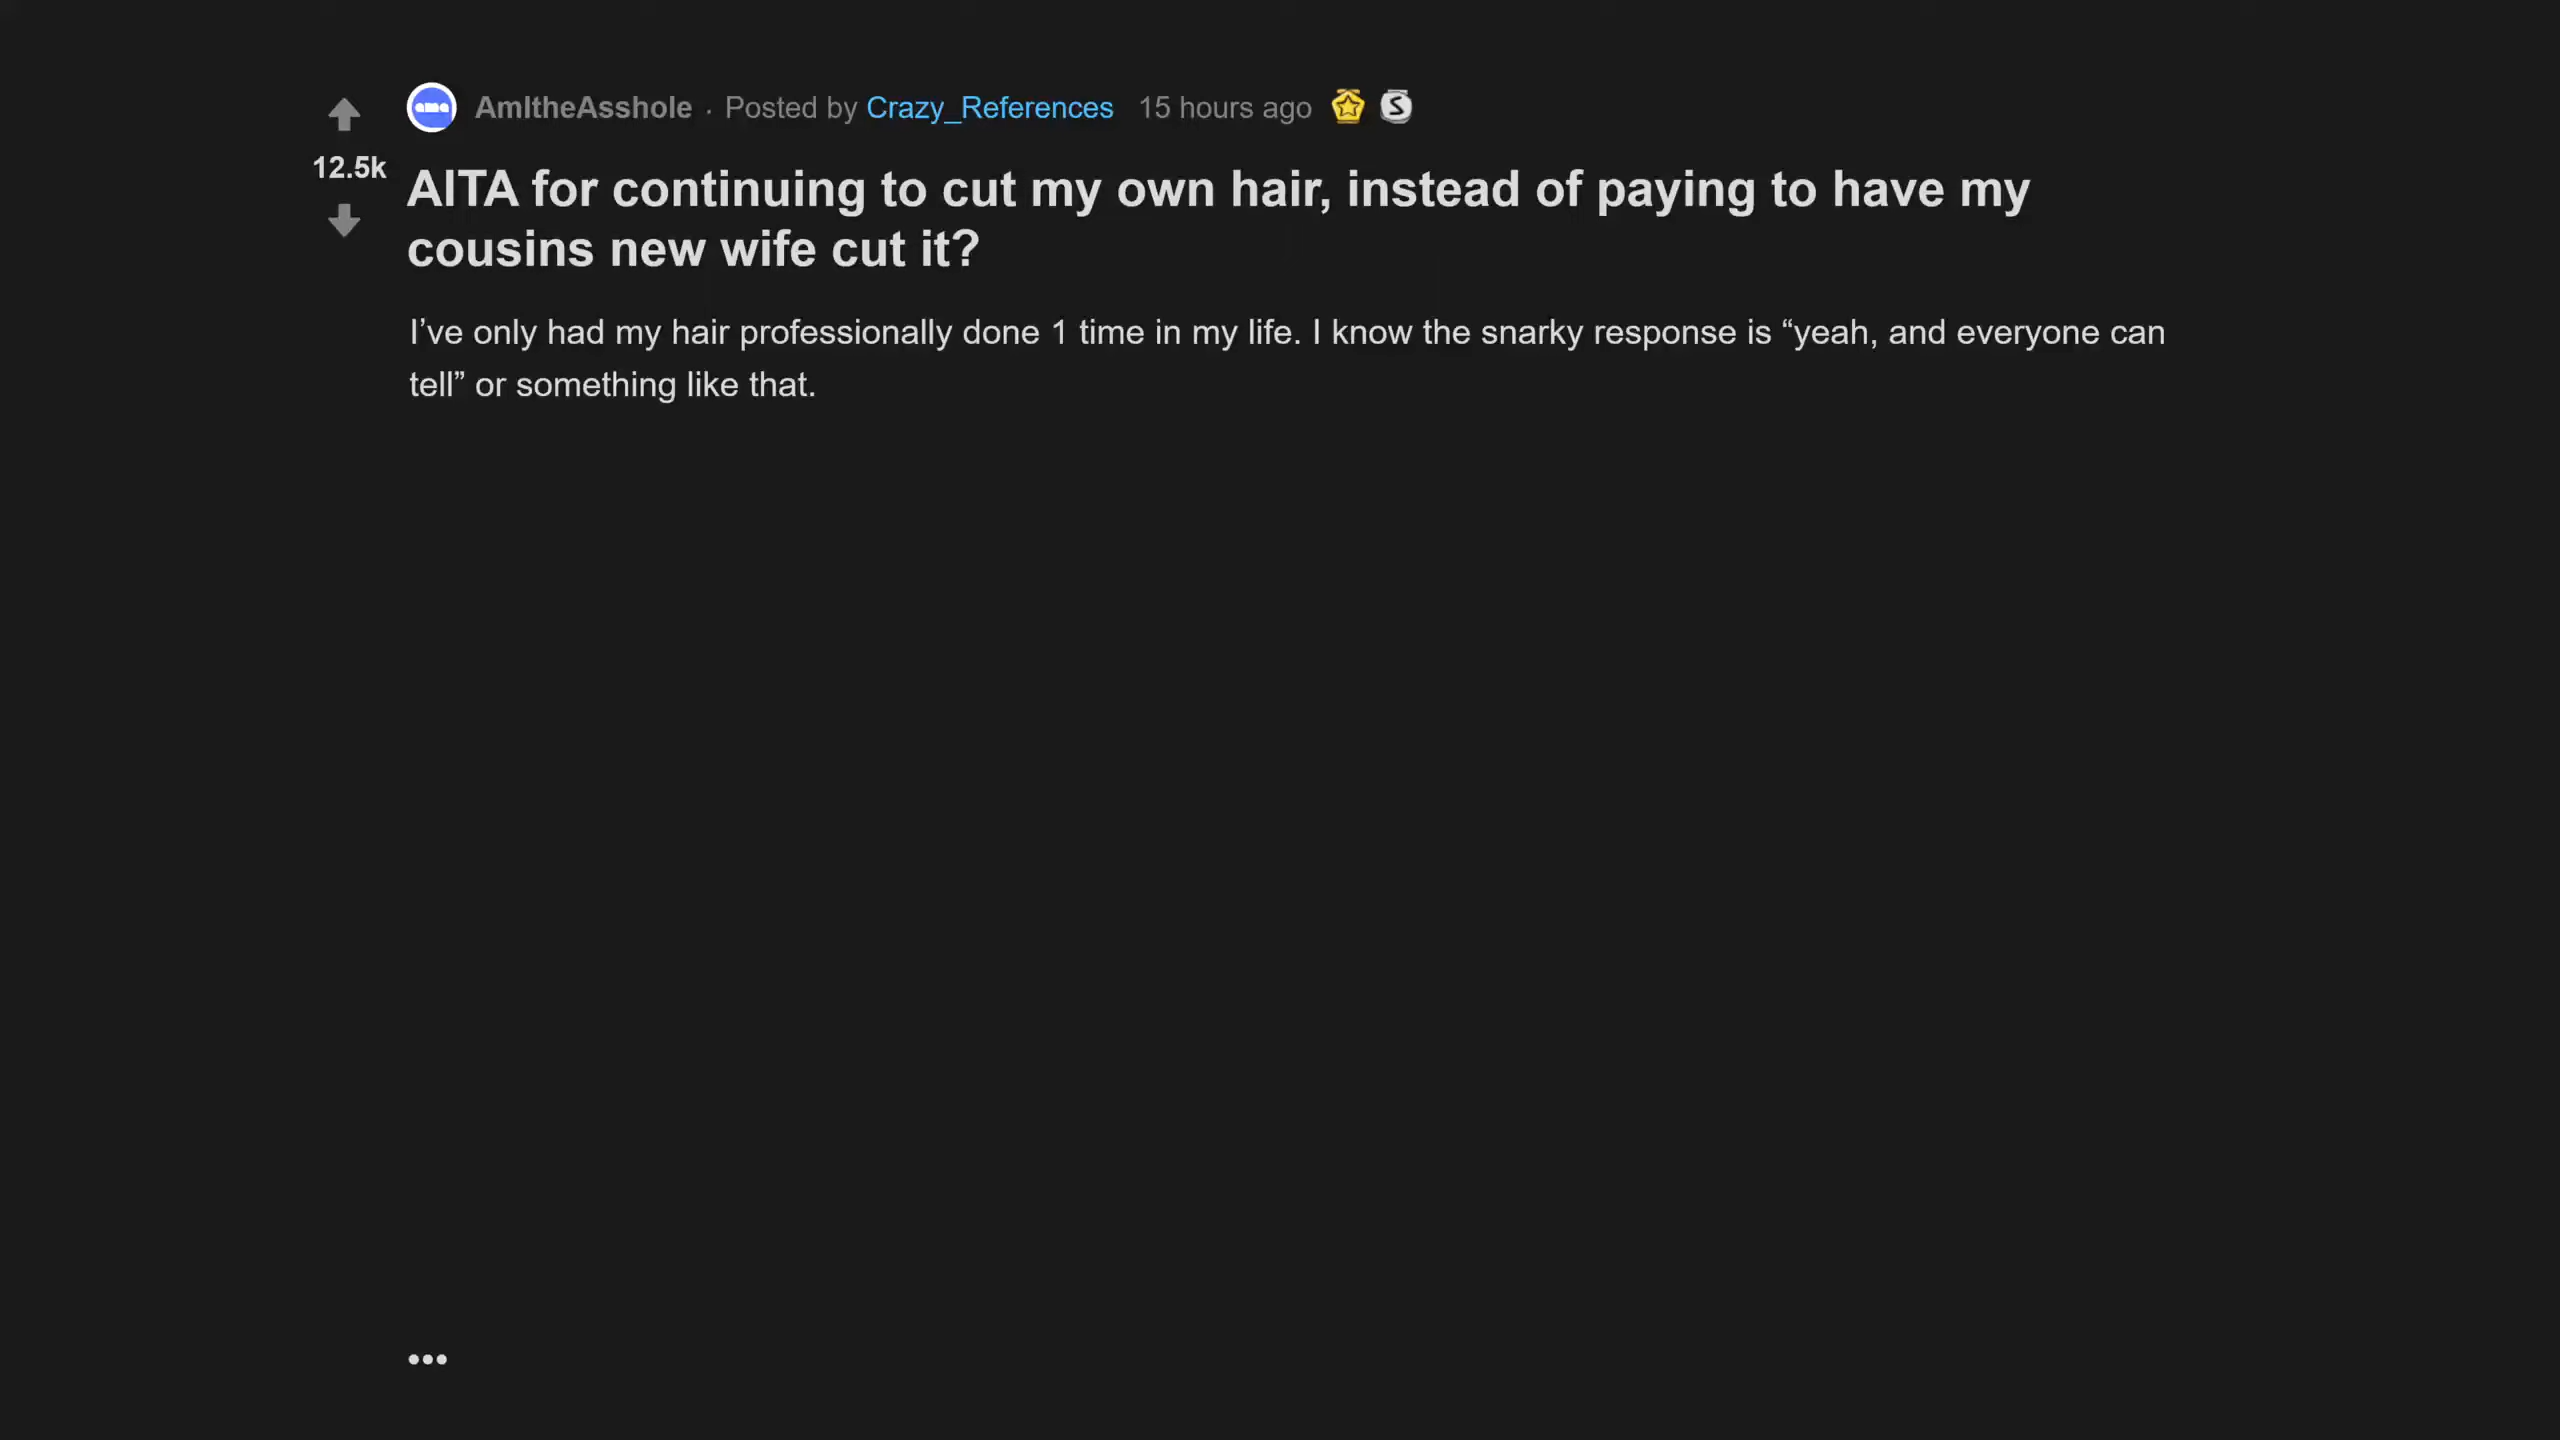 ama AmItheAsshole · Posted by Crazy_References 15 hours ago S
12.5k
AITA for continuing to cut my own hair, instead of paying to have my
cousins new wife cut it?
I’ve only had my hair professionally done 1 time in my life. I know the snarky response is “yeah, and everyone can
tell” or something like that.
•••